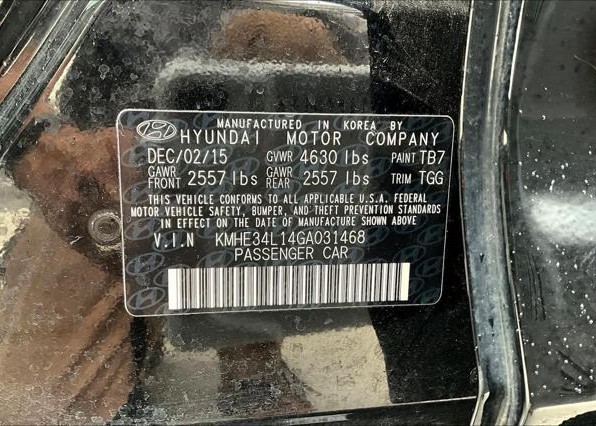 MANUFACTURED IN KOREA BY
HYUNDAI MOTOR COMPANY
DEC/02/15 GVWR 4630 lbs PAINT TB7
GAWR FRONT 2557 lbs GAWR REAR 2557 lbs TRIM TGG
THIS VEHICLE CONFORMS TO ALL APPLICABLE U.S.A. FEDERAL
MOTOR VEHICLE SAFETY, BUMPER, AND THEFT PREVENTION STANDARDS
IN EFFECT ON THE DATE OF MANUFACTURE SHOWN ABOVE
V.I.N KMHE34L14GA031468
PASSENGER CAR